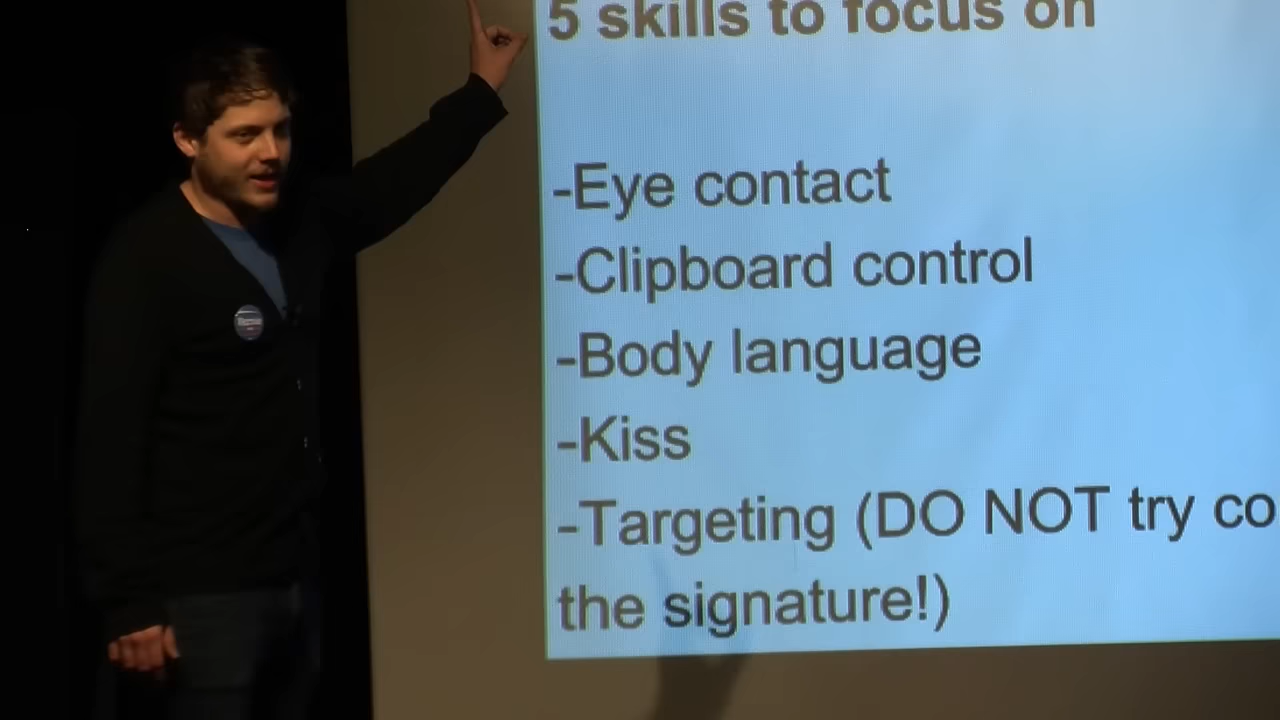 5 skills to focus on
-Eye contact
-Clipboard control
-Body language
-Kiss
-Targeting (DO NOT try co
the signature!)
Bernie